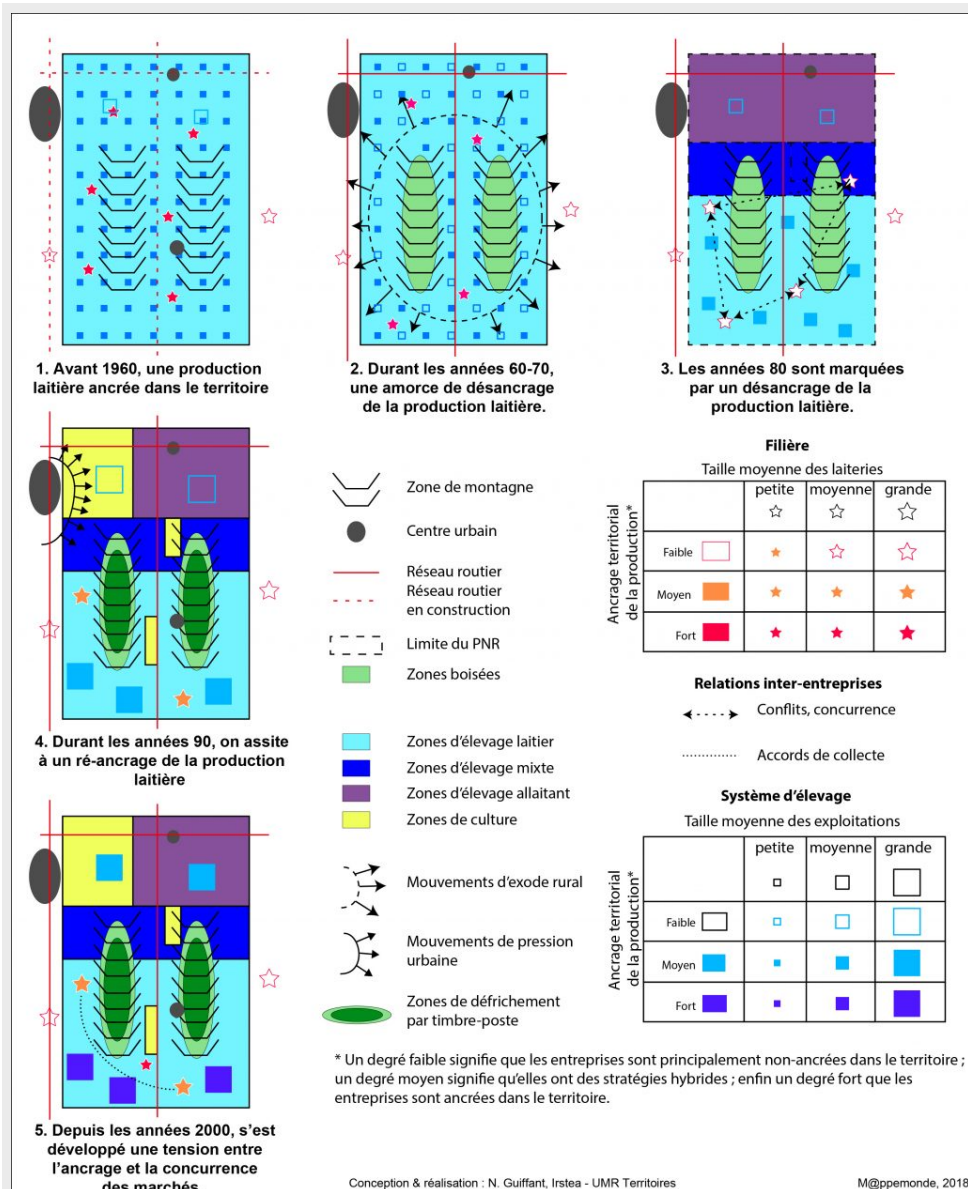 1. Avant 1960, une production
laitière ancrée dans le territoire
2. Durant les années 60-70,
une amorce de désancrage
de la production laitière.
3. Les années 80 sont marquées
par un désancrage de la
production laitière.
4. Durant les années 90, on assite
à un ré-ancrage de la production
laitière
5. Depuis les années 2000, s'est
développé une tension entre
l'ancrage et la concurrence
des marchés
Zone de montagne
Centre urbain
Réseau routier
Réseau routier
en construction
Limite du PNR
Zones boisées
Zones d'élevage laitier
Zones d'élevage mixte
Zones d'élevage allaitant
Zones de culture
Mouvements d'exode rural
Mouvements de pression
urbaine
Zones de défrichement
par timbre-poste
Filière
Taille moyenne des laiteries
petite moyenne grande
Ancrage territorial
de la production*
Faible
Moyen
Fort
Relations inter-entreprises
Conflits, concurrence
Accords de collecte
Système d'élevage
Taille moyenne des exploitations
petite moyenne grande
Ancrage territorial
de la production*
Faible
Moyen
Fort
* Un degré faible signifie que les entreprises sont principalement non-ancrées dans le territoire ;
un degré moyen signifie qu'elles ont des stratégies hybrides ; enfin un degré fort que les
entreprises sont ancrées dans le territoire.
Conception & réalisation : N. Guiffant, Irstea - UMR Territoires
M@ppemonde, 2018